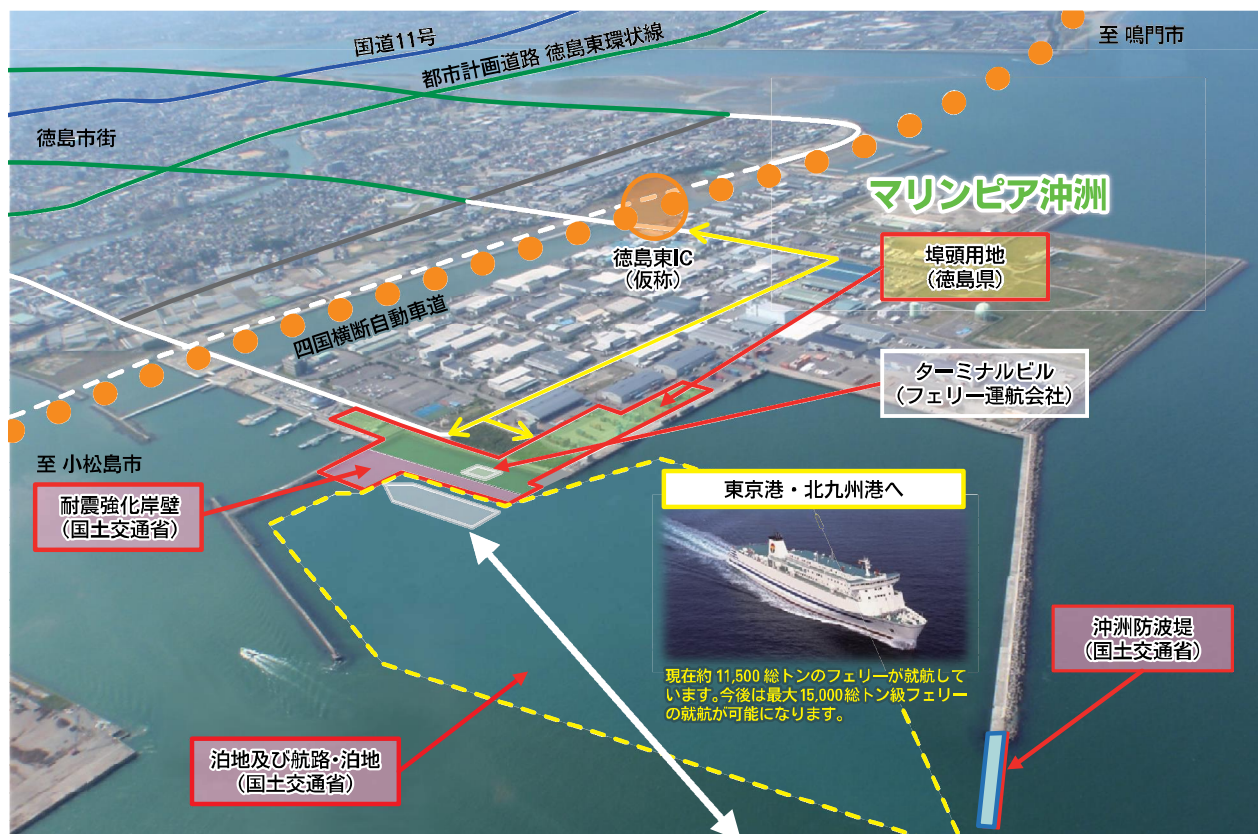 国道11号
都市計画道路 徳島東環状線
至 鳴門市
徳島市街
マリンピア沖洲
徳島東IC
(仮称)
埠頭用地
(徳島県)
四国横断自動車道
ターミナルビル
(フェリー運航会社)
至 小松島市
耐震強化岸壁
(国土交通省)
東京港・北九州港へ
現在約11,500総トンのフェリーが就航して
います。今後は最大15,000総トン級フェリー
の就航が可能になります。
沖洲防波堤
(国土交通省)
泊地及び航路・泊地
(国土交通省)